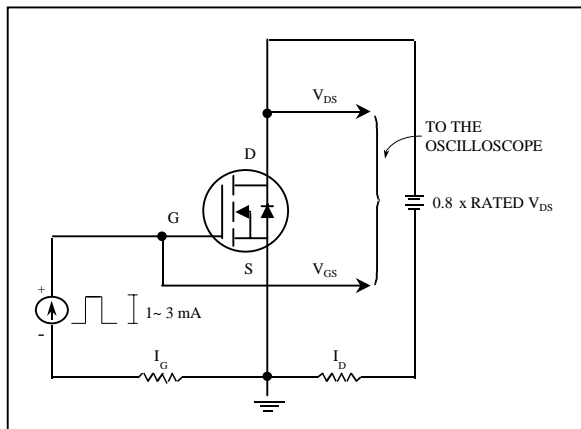 V_DS
TO THE
OSCILLOSCOPE
D
0.8 x RATED V_DS
G
S
V_GS
+
1~ 3 mA
-
I_G
I_D